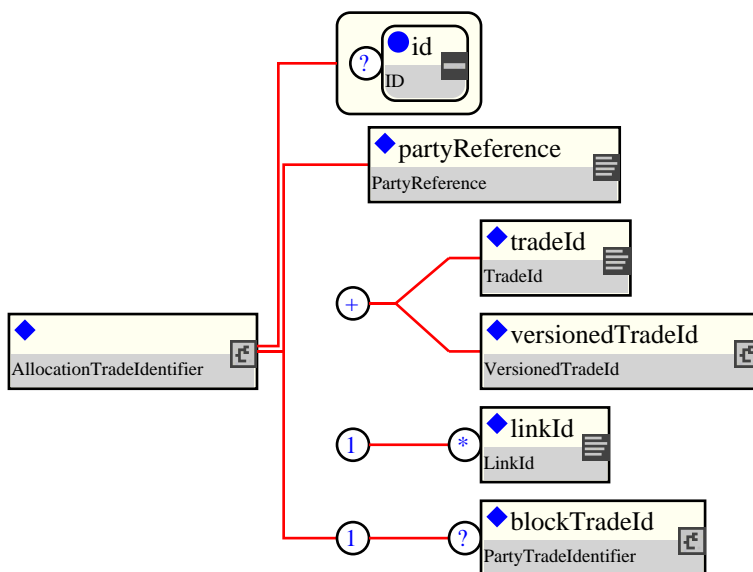 id
?
ID
partyReference
PartyReference
tradeId
TradeId
+
versionedTradeId
VersionedTradeId
AllocationTradeIdentifier
linkId
1
*
LinkId
blockTradeId
1
?
PartyTradeIdentifier